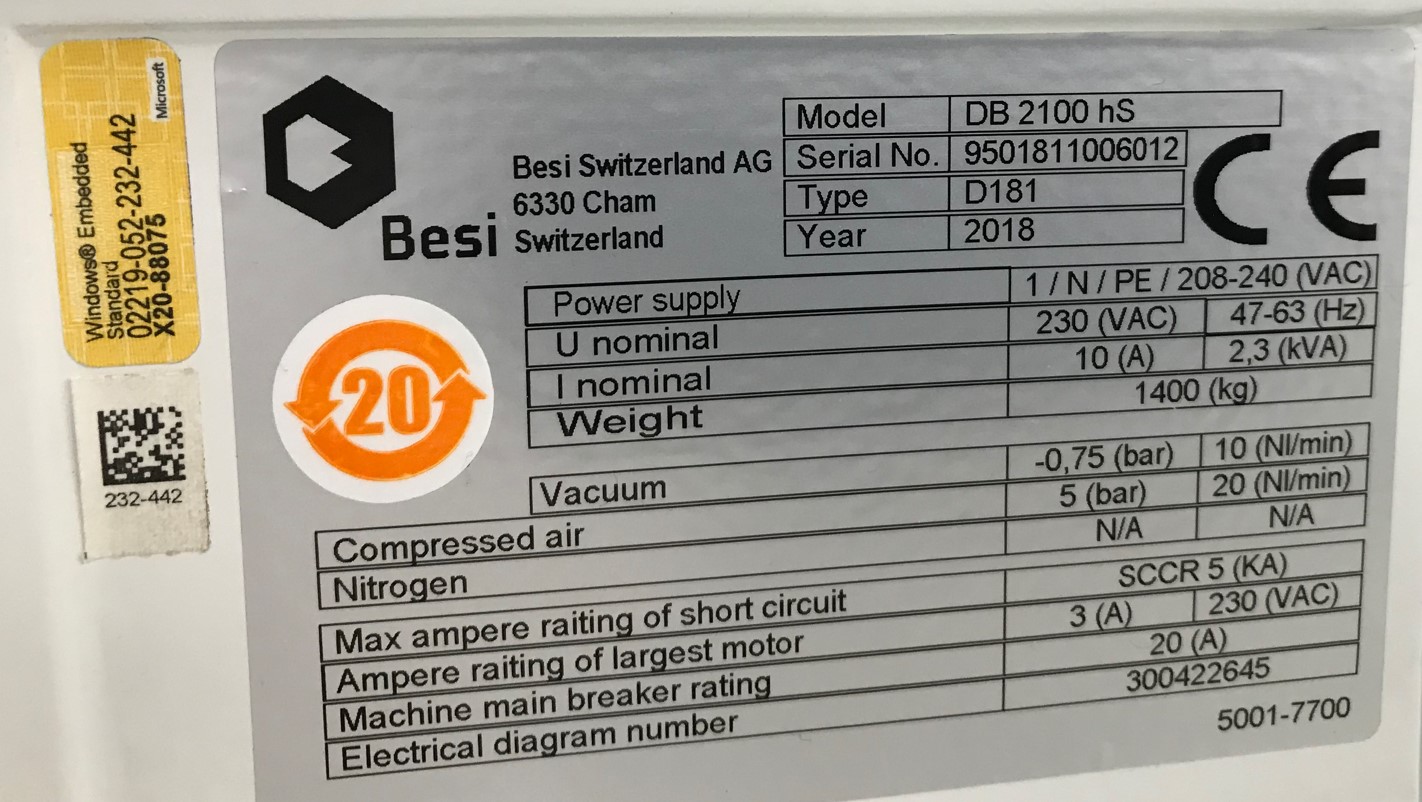 Microsoft
Windows® Embedded
Standard
02219-052-232-442
X20-88075
232-442
Besi
Besi Switzerland AG
6330 Cham
Switzerland
Model DB 2100 hS
Serial No. 9501811006012
Type D181
Year 2018
CE
20
Power supply 1 / N / PE / 208-240 (VAC)
U nominal 230 (VAC) 47-63 (Hz)
I nominal 10 (A) 2,3 (kVA)
Weight 1400 (kg)
Vacuum -0,75 (bar) 10 (Nl/min)
Compressed air 5 (bar) 20 (Nl/min)
Nitrogen N/A N/A
Max ampere raiting of short circuit SCCR 5 (KA)
Ampere raiting of largest motor 3 (A) 230 (VAC)
Machine main breaker rating 20 (A)
Electrical diagram number 300422645
5001-7700